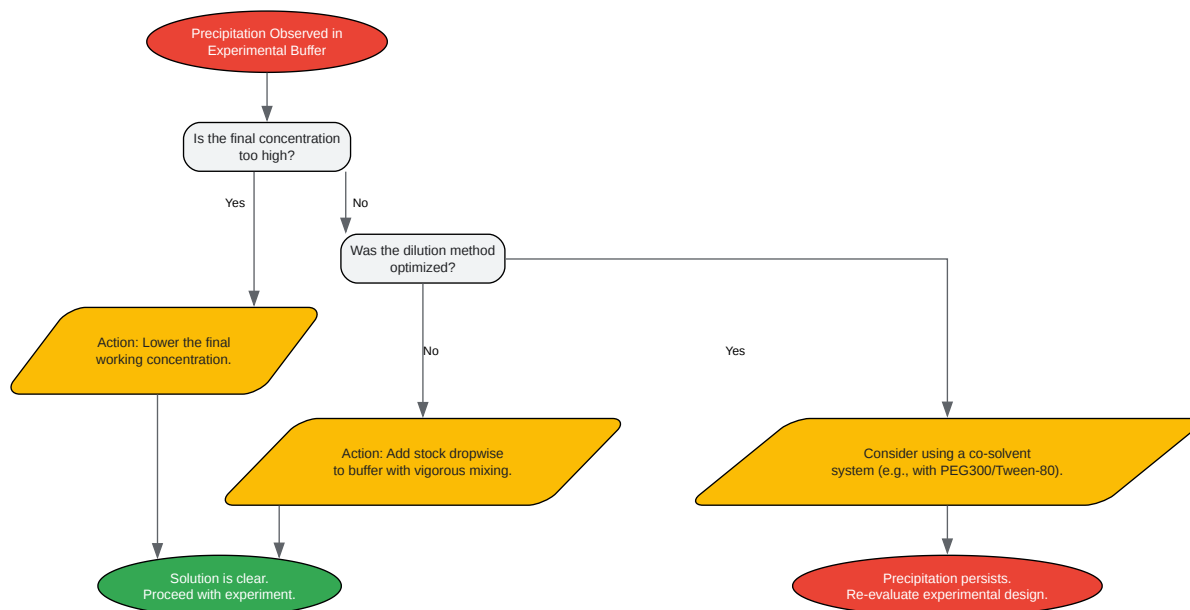 Precipitation Observed in
Experimental Buffer
Is the final concentration
too high?
Yes
No
Was the dilution method
optimized?
Action: Lower the final
working concentration.
No
Yes
Action: Add stock dropwise
to buffer with vigorous mixing.
Consider using a co-solvent
system (e.g., with PEG300/Tween-80).
Solution is clear.
Proceed with experiment.
Precipitation persists.
Re-evaluate experimental design.